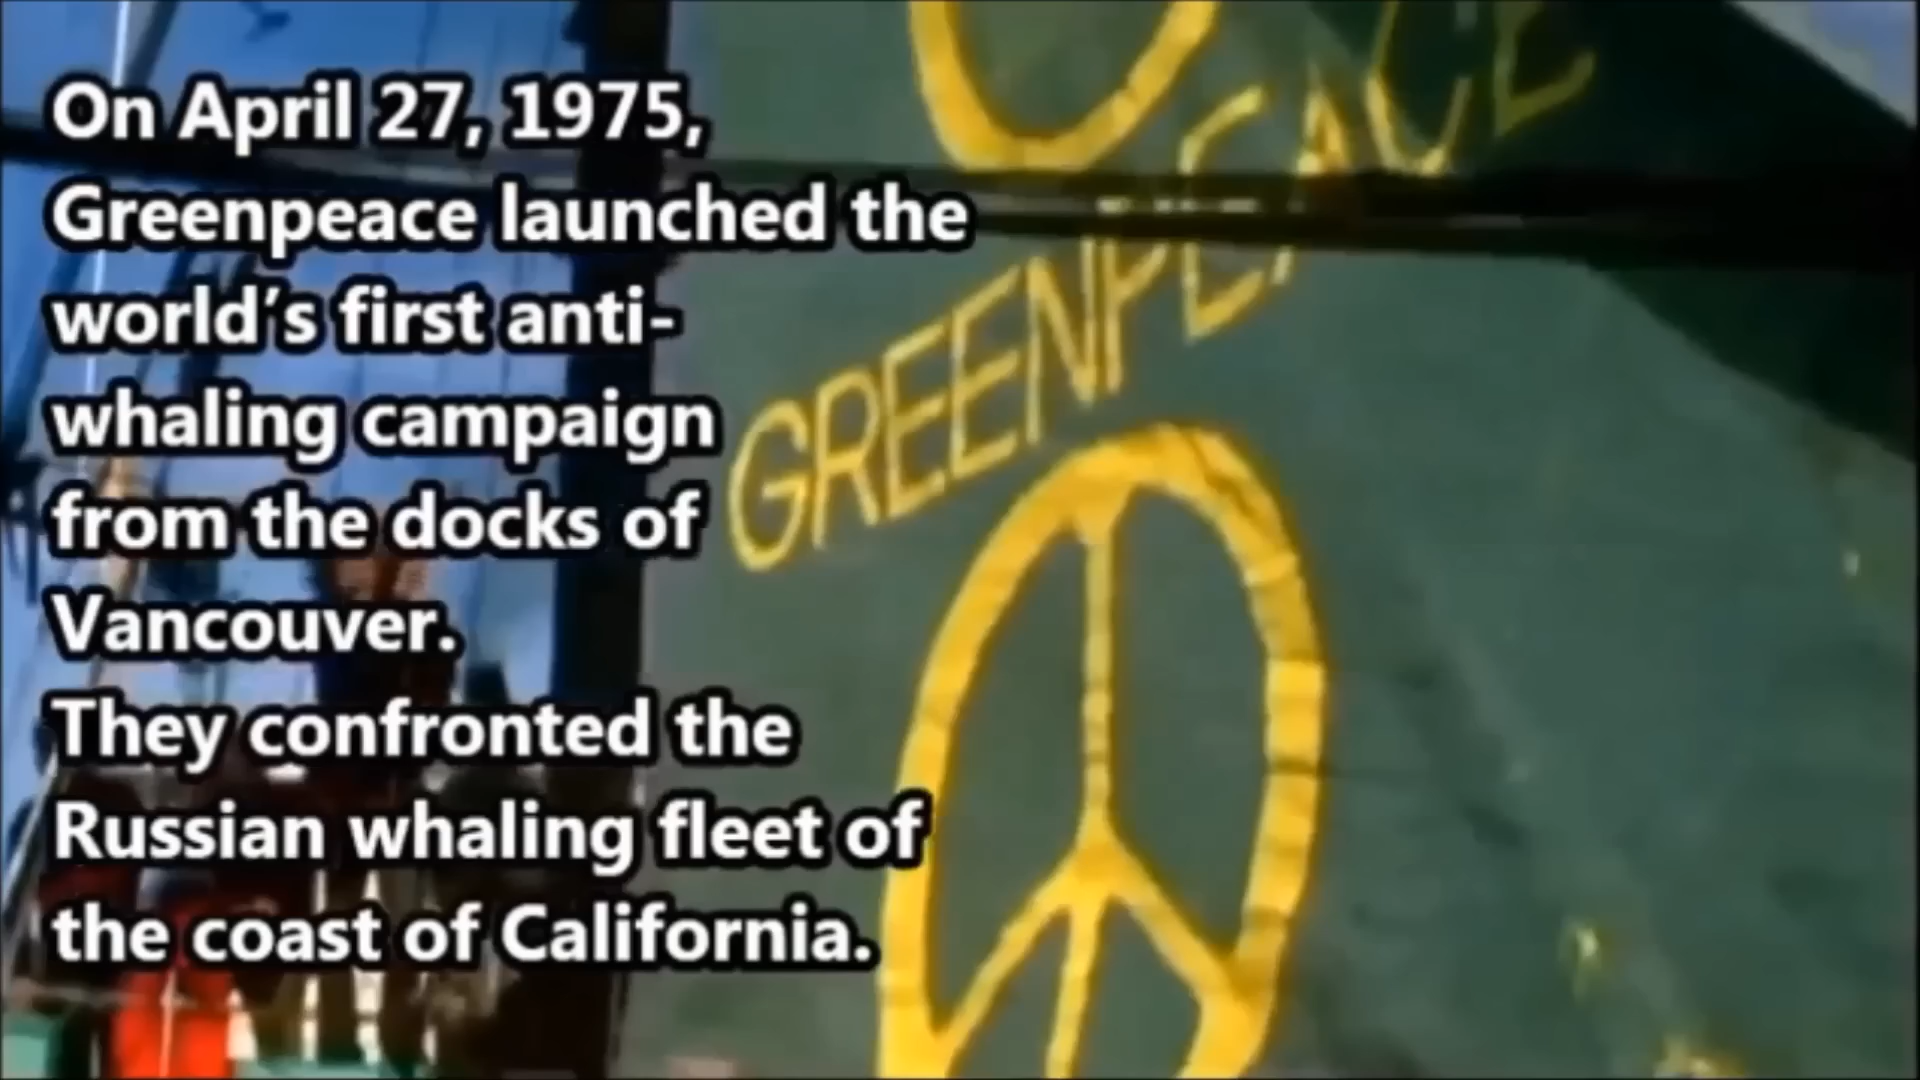 On April 27, 1975,
Greenpeace launched the
world’s first anti-
whaling campaign
from the docks of
Vancouver.
They confronted the
Russian whaling fleet of
the coast of California.
GREENPEACE